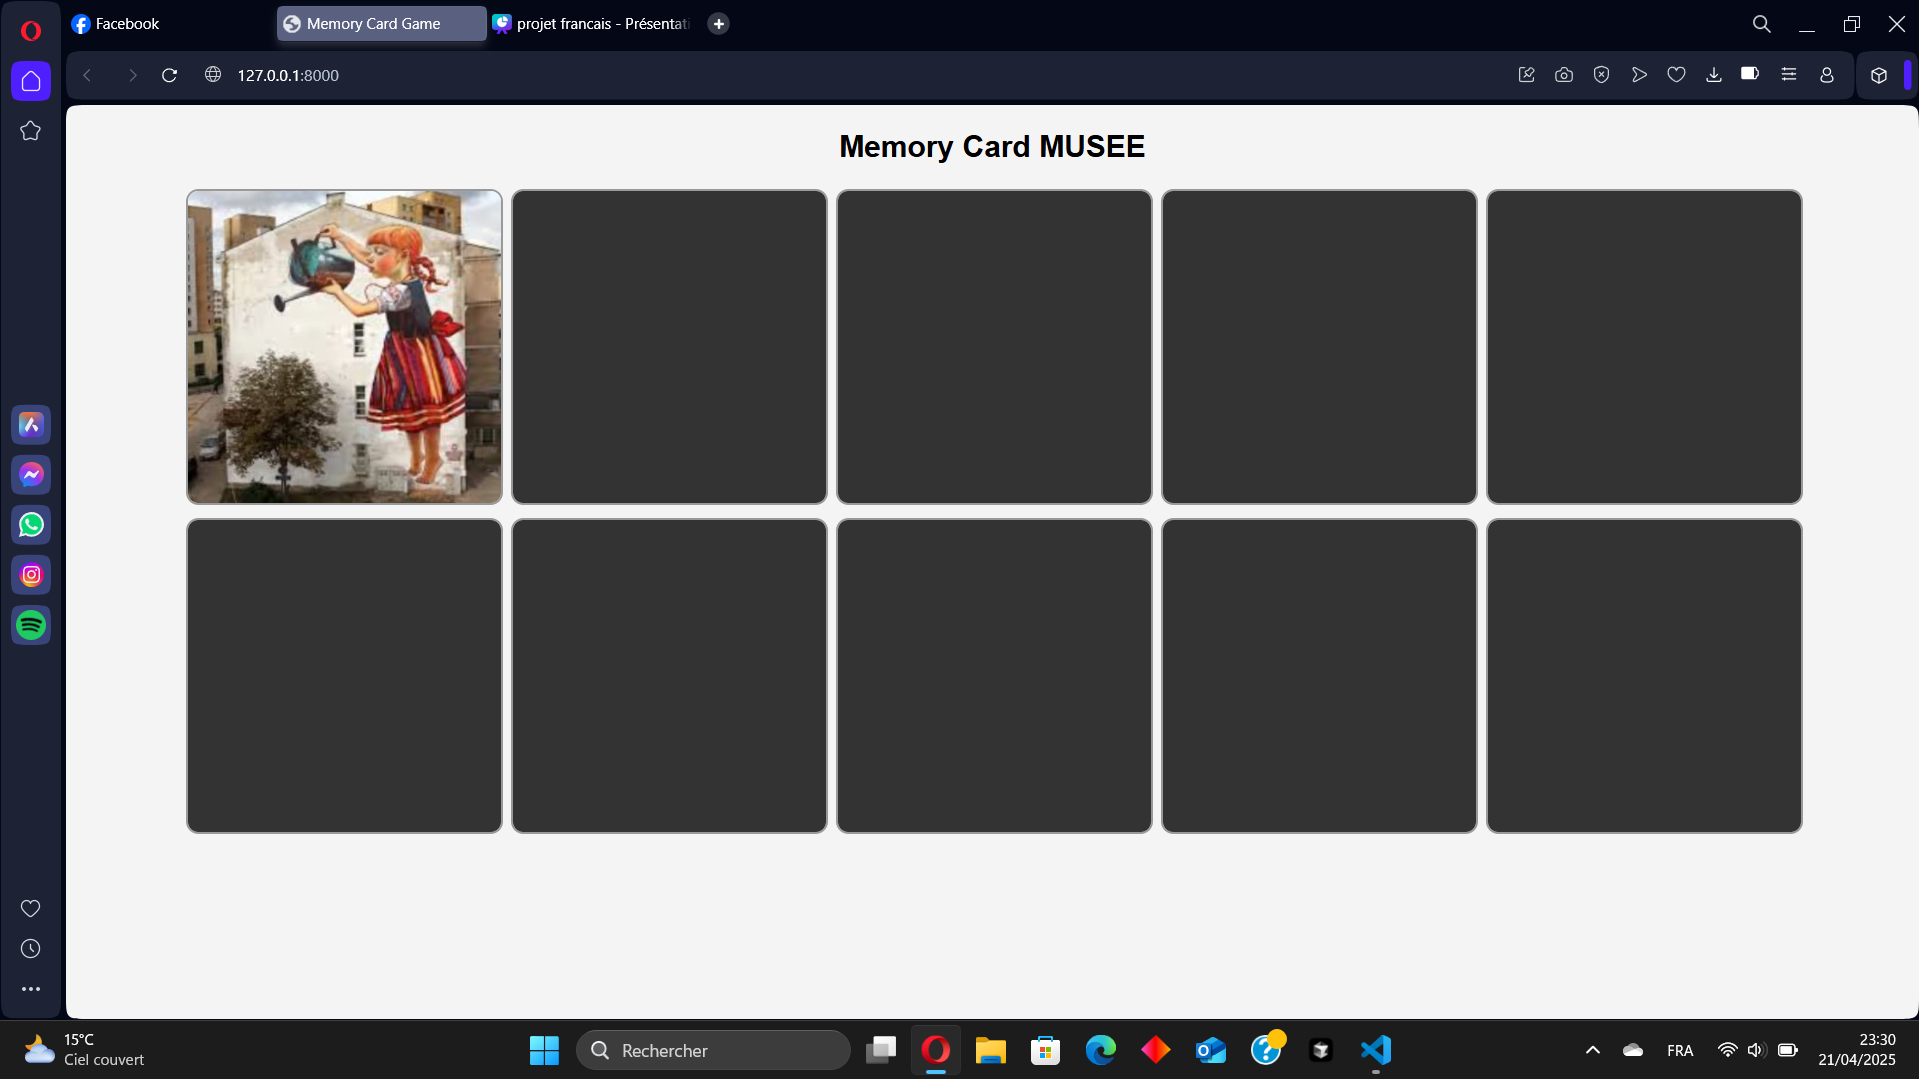 Facebook
Memory Card Game
projet francais - Présentati
127.0.0.1:8000
Memory Card MUSEE
15°C
Ciel couvert
Rechercher
FRA
23:30
21/04/2025